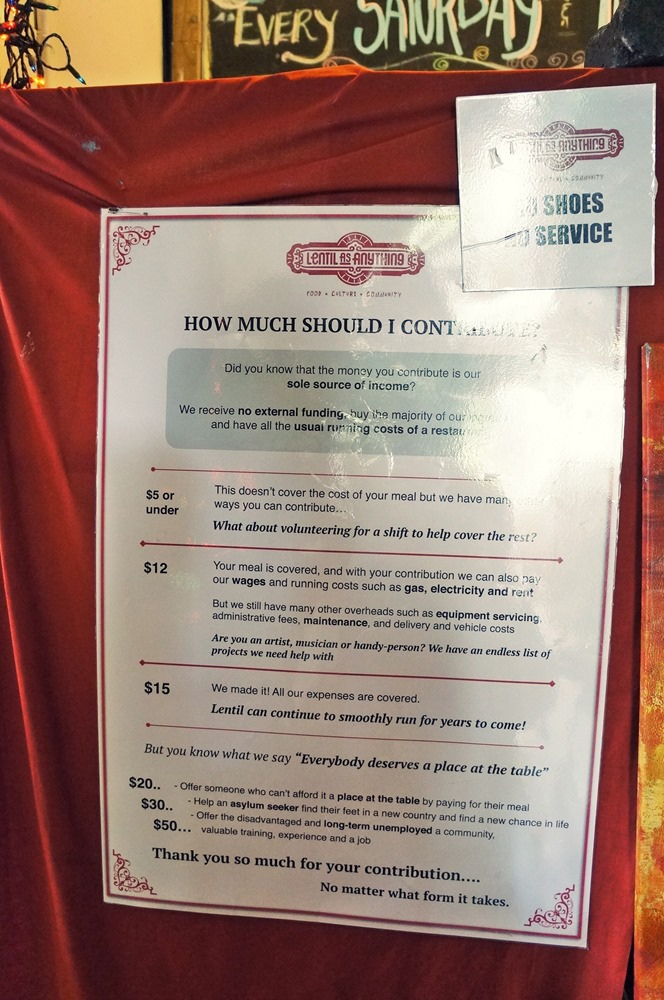 "EVERY SATURDAY
LENTIL AS ANYTHING
AS ANYTHING
FOOD • CULTURE • COMMUNITY
COMMUNITY
SHOES
NO SERVICE
HOW MUCH SHOULD I CONTRIBUTE?
Did you know that the money you contribute is our
sole source of income?
We receive no external funding, buy the majority of our
and have all the usual running costs of a restau
$5 or
under
This doesn't cover the cost of your meal but we have many other
ways you can contribute…
What about volunteering for a shift to help cover the rest?
$12
Your meal is covered, and with your contribution we can also pay
our wages and running costs such as gas, electricity and rent
But we still have many other overheads such as equipment servicing,
administrative fees, maintenance, and delivery and vehicle costs
Are you an artist, musician or handy-person? We have an endless list of
projects we need help with
$15
We made it! All our expenses are covered.
Lentil can continue to smoothly run for years to come!
But you know what we say "Everybody deserves a place at the table"
$20.. - Offer someone who can't afford it a place at the table by paying for their meal
$30.. - Help an asylum seeker find their feet in a new country and find a new chance in life
$50... - Offer the disadvantaged and long-term unemployed a community,
valuable training, experience and a job
Thank you so much for your contribution....
No matter what form it takes.